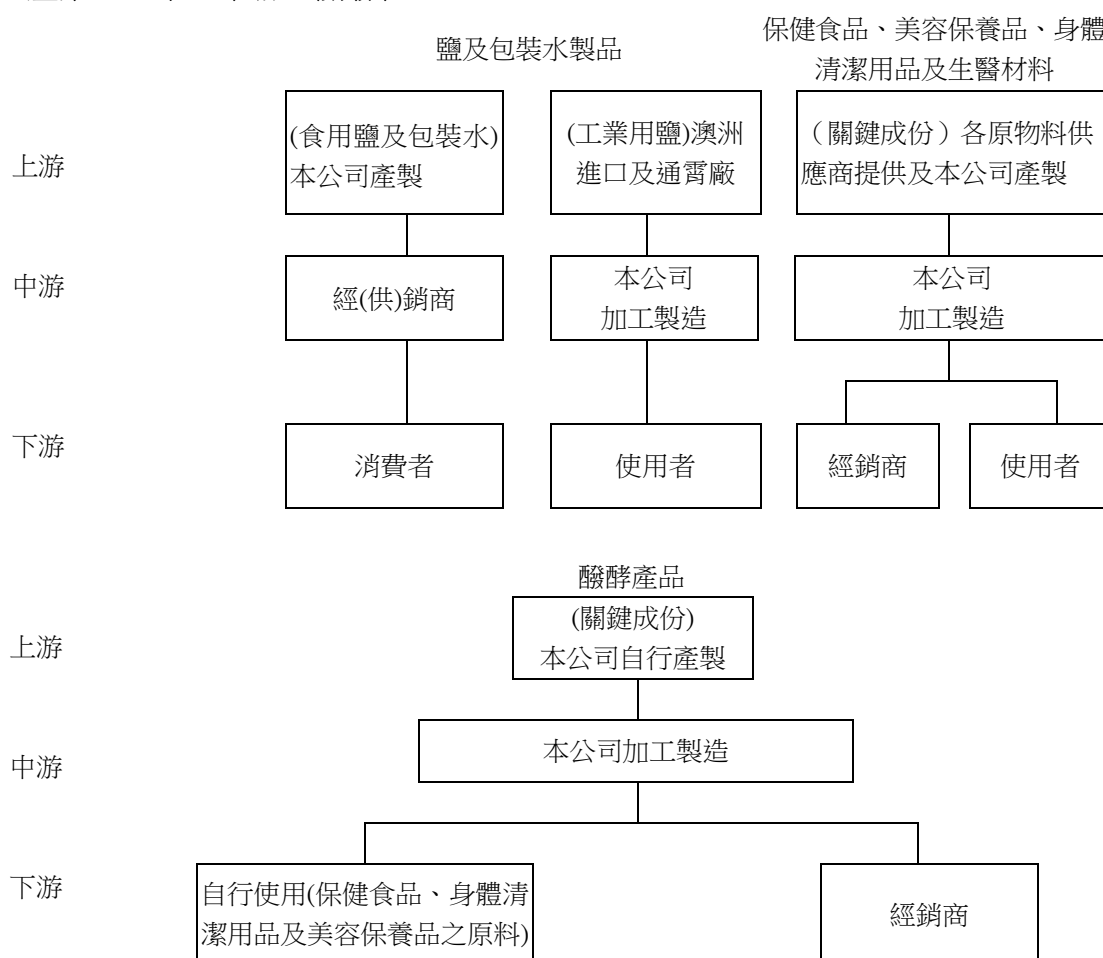 鹽及包裝水製品
保健食品、美容保養品、身體
清潔用品及生醫材料
上游
(食用鹽及包裝水)
本公司產製
(工業用鹽)澳洲
進口及通霄廠
（關鍵成份）各原物料供
應商提供及本公司產製
中游
經(供)銷商
本公司
加工製造
本公司
加工製造
下游
消費者
使用者
經銷商
使用者
醱酵產品
上游
(關鍵成份)
本公司自行產製
中游
本公司加工製造
下游
自行使用(保健食品、身體清
潔用品及美容保養品之原料)
經銷商